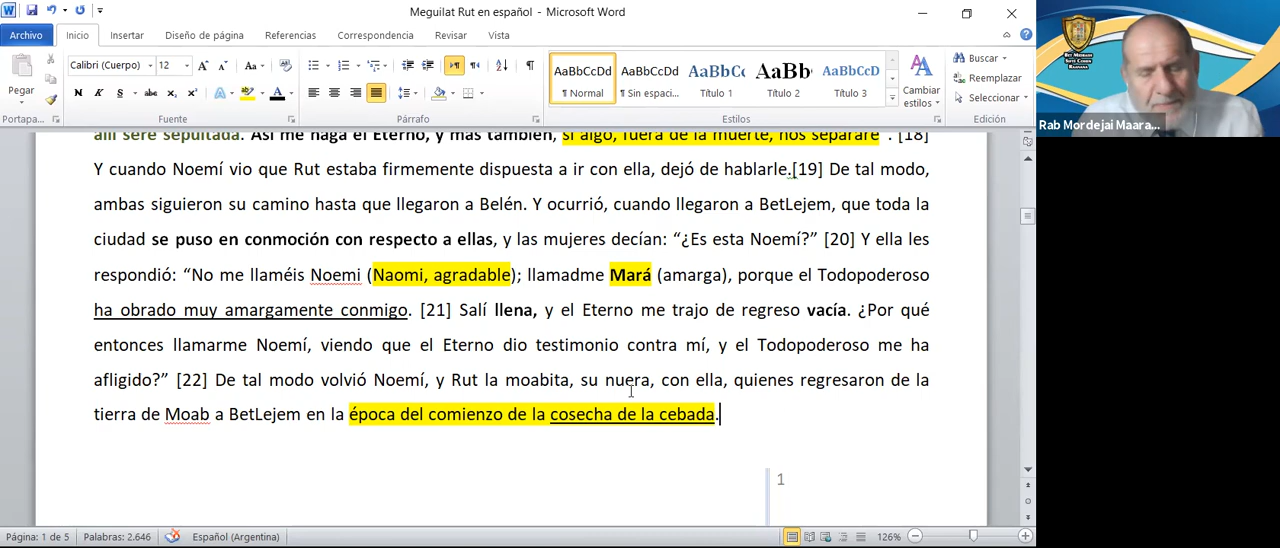 Meguilat Rut en español - Microsoft Word
Archivo Inicio Insertar Diseño de página Referencias Correspondencia Revisar Vista
Calibri (Cuerpo) 12
AaBbCcDd AaBbCcDd AaBbCc AaBb AaBbCcD
Buscar
Reemplazar
Seleccionar
Pegar
N K S abc x₂ x² Aa
¶ Normal ¶ Sin espaci... Título 1 Título 2 Título 3
Cambiar estilos
Portapa... Fuente Párrafo Estilos Edición
Rab Mordejai Maara...
allí seré sepultada. Así me haga el Eterno, y más también, si algo, fuera de la muerte, nos separare”. [18]
Y cuando Noemí vio que Rut estaba firmemente dispuesta a ir con ella, dejó de hablarle.[19] De tal modo,
ambas siguieron su camino hasta que llegaron a Belén. Y ocurrió, cuando llegaron a BetLejem, que toda la
ciudad se puso en conmoción con respecto a ellas, y las mujeres decían: “¿Es esta Noemí?” [20] Y ella les
respondió: “No me llaméis Noemi (Naomi, agradable); llamadme Mará (amarga), porque el Todopoderoso
ha obrado muy amargamente conmigo. [21] Salí llena, y el Eterno me trajo de regreso vacía. ¿Por qué
entonces llamarme Noemí, viendo que el Eterno dio testimonio contra mí, y el Todopoderoso me ha
afligido?” [22] De tal modo volvió Noemí, y Rut la moabita, su nuera, con ella, quienes regresaron de la
tierra de Moab a BetLejem en la época del comienzo de la cosecha de la cebada.
1
Página: 1 de 5 Palabras: 2.646 Español (Argentina) 126%